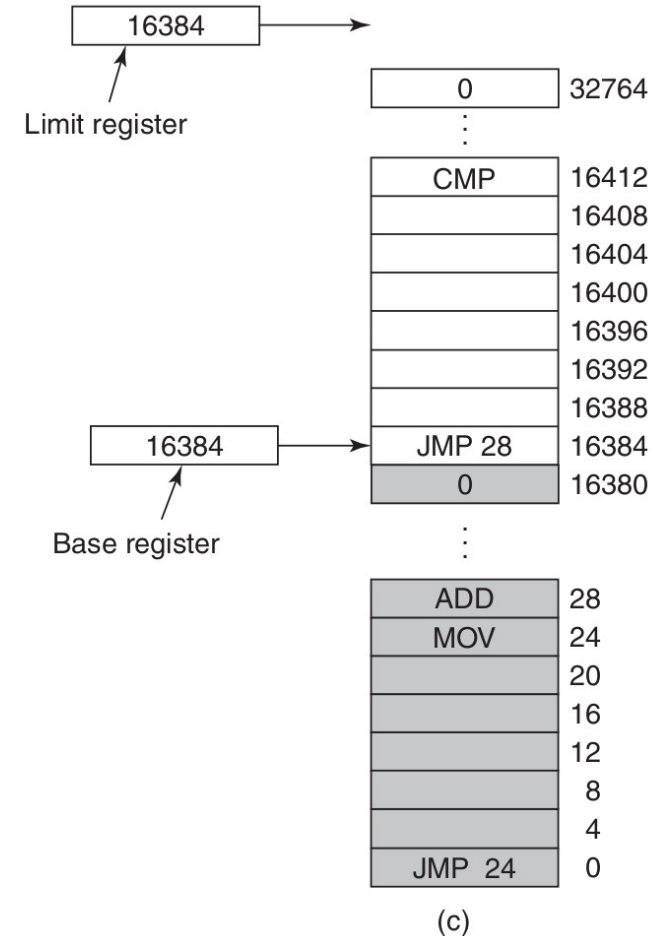 16384
Limit register
0 32764
CMP 16412
16408
16404
16400
16396
16392
16388
16384
JMP 28 16384
0 16380
Base register
ADD 28
MOV 24
20
16
12
8
4
JMP 24 0
(c)